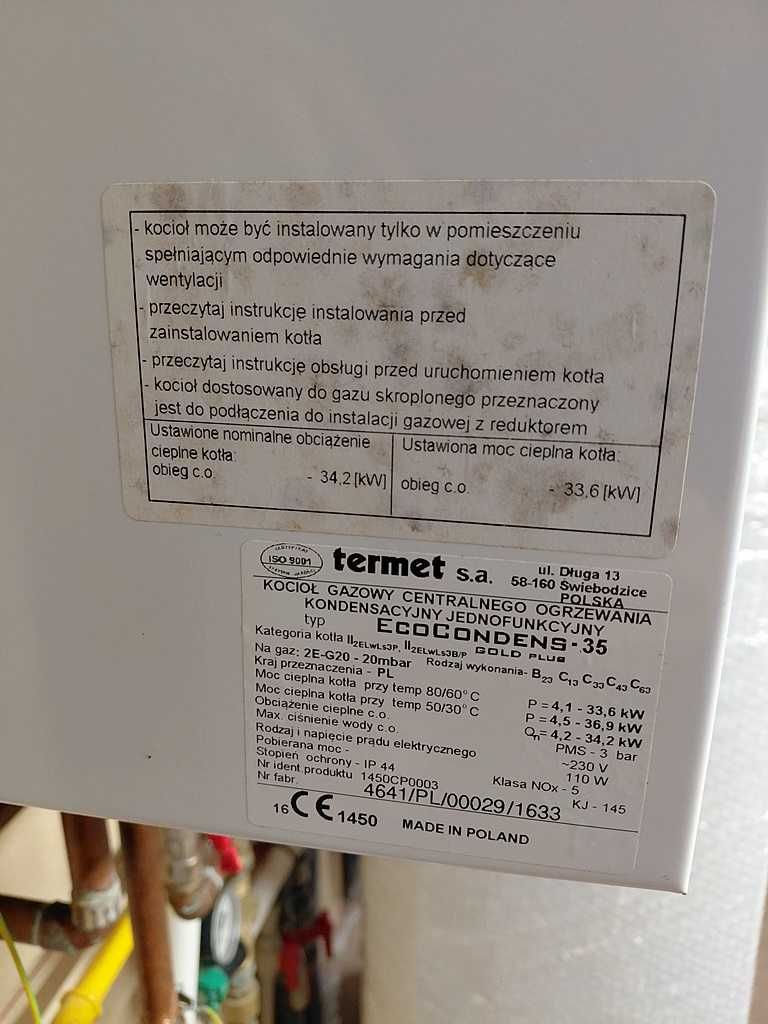 - kocioł może być instalowany tylko w pomieszczeniu
spełniającym odpowiednie wymagania dotyczące
wentylacji
- przeczytaj instrukcję instalowania przed
zainstalowaniem kotła
- przeczytaj instrukcję obsługi przed uruchomieniem kotła
- kocioł dostosowany do gazu skroplonego przeznaczony
jest do podłączenia do instalacji gazowej z reduktorem
Ustawione nominalne obciążenie
cieplne kotła:
obieg c.o. - 34,2 [kW]
Ustawiona moc cieplna kotła:
obieg c.o. - 33,6 [kW]
ISO 9001
termet s.a.
ul. Długa 13
58-160 Świebodzice
POLSKA
KOCIOŁ GAZOWY CENTRALNEGO OGRZEWANIA
KONDENSACYJNY JEDNOFUNKCYJNY
typ ECOCONDENS-35
GOLD PLUS
Kategoria kotła II2ELwLs3P, II2ELwLs3B/P
Rodzaj wykonania- B23 C13 C33 C43 C63
Na gaz: 2E-G20 - 20mbar
Kraj przeznaczenia - PL
Moc cieplna kotła przy temp 80/60°C P = 4,1 - 33,6 kW
Moc cieplna kotła przy temp 50/30°C P = 4,5 - 36,9 kW
Obciążenie cieplne c.o. Qn= 4,2 - 34,2 kW
Max. ciśnienie wody c.o. PMS - 3 bar
Rodzaj i napięcie prądu elektrycznego ~230 V
Pobierana moc - 110 W
Stopień ochrony - IP 44 Klasa NOx - 5
Nr ident.produktu 1450CP0003 KJ - 145
Nr fabr. 4641/PL/00029/1633
16 CE 1450 MADE IN POLAND